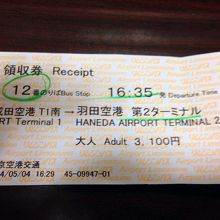 領収券 Receipt
12 番のりば Bus Stop 16:35 発 Departure Time
成田空港 T1南 → 羽田空港 第2ターミナル
RT Terminal 1 HANEDA AIRPORT TERMINAL 2
大人 Adult 3,100円
京空港交通
14/05/04 16:25 45-09947-01